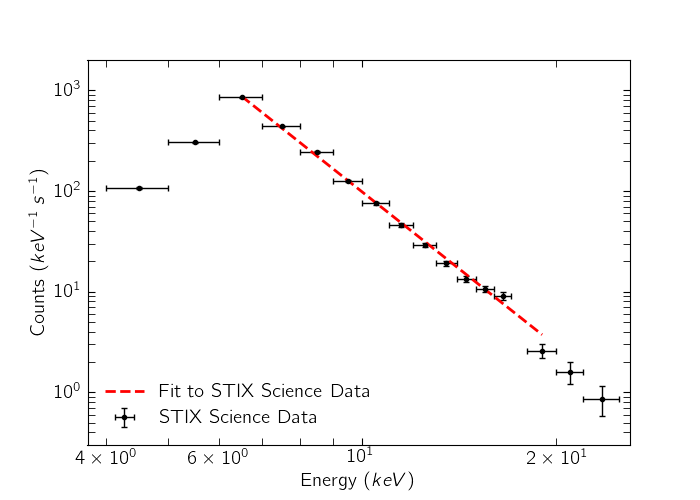 10³
10²
10¹
10⁰
Counts (keV⁻¹ s⁻¹)
Fit to STIX Science Data
STIX Science Data
4 × 10⁰ 6 × 10⁰ 10¹ 2 × 10¹
Energy (keV)